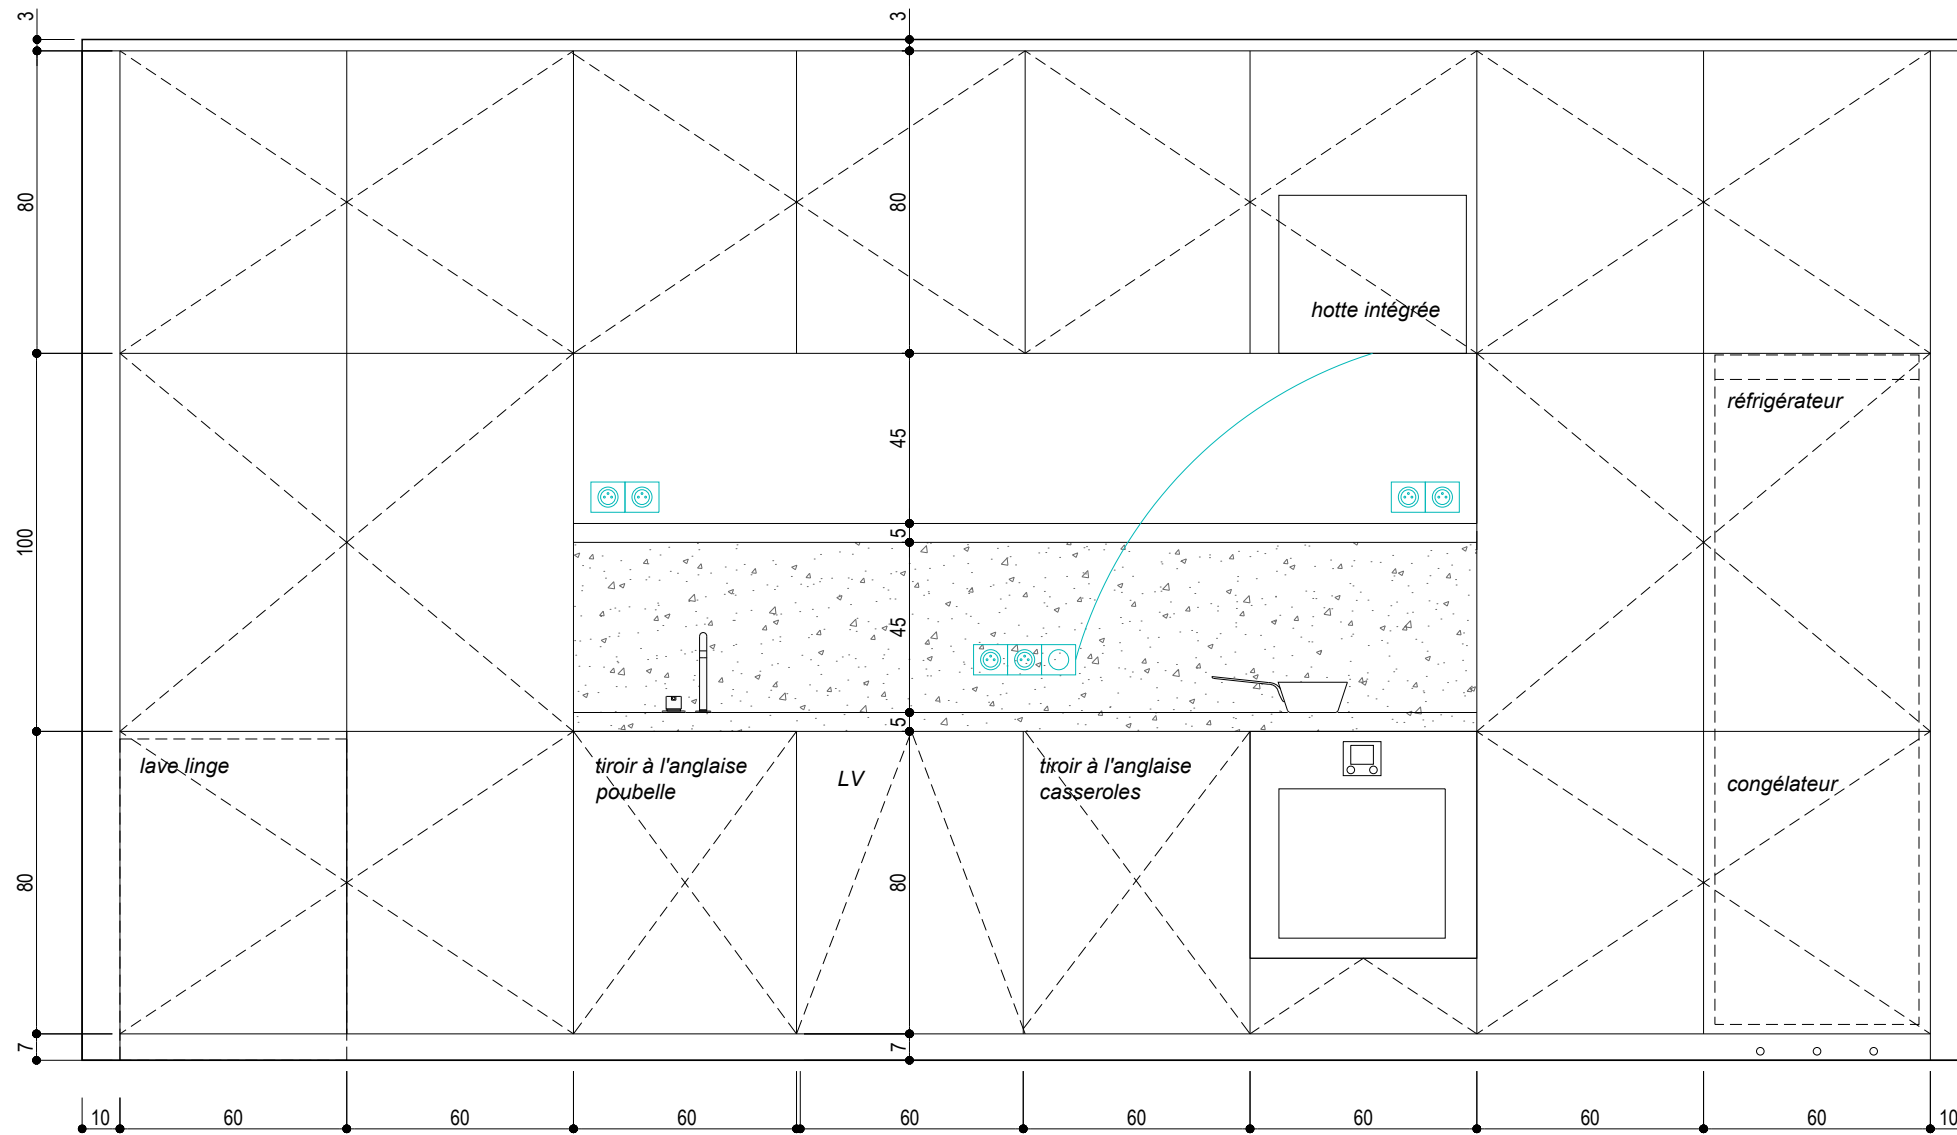 3
3
80
80
hotte intégrée
réfrigérateur
45
100
5
45
5
lave linge
tiroir à l'anglaise
poubelle
LV
tiroir à l'anglaise
casseroles
congélateur
80
80
7
7
10 60 60 60 60 60 60 60 60 10